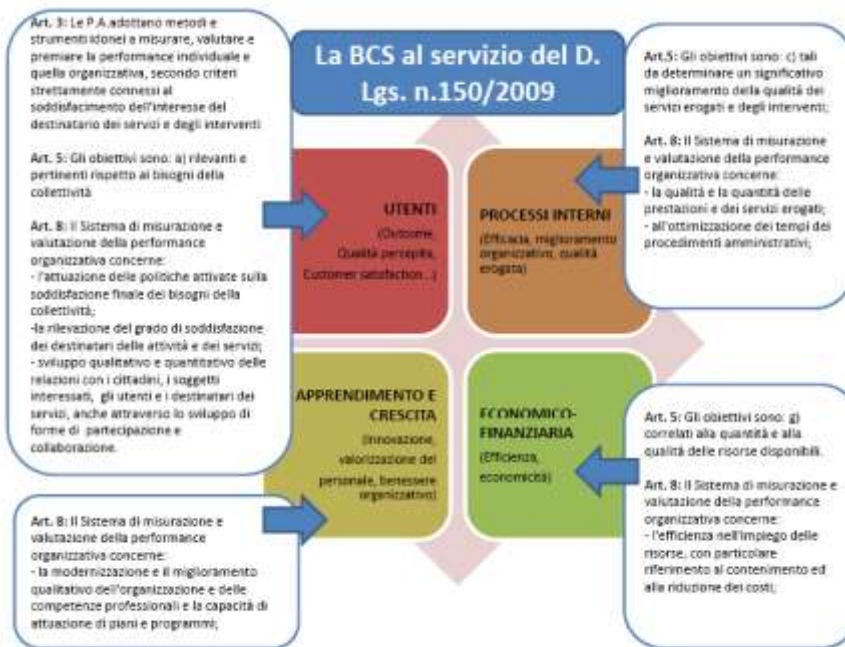 La BCS al servizio del D.
Lgs. n.150/2009
Art. 3: Le P.A.adottano metodi e
strumenti idonei a misurare, valutare e
premiare la performance individuale e
quella organizzativa, secondo criteri
strettamente connessi al
soddisfacimento dell'interesse del
destinatario dei servizi e degli interventi
Art. 5: Gli obiettivi sono: a) rilevanti e
pertinenti rispetto ai bisogni della
collettività
Art. 8: Il Sistema di misurazione e
valutazione della performance
organizzativa concerne:
- l'attuazione delle politiche attivate sulla
soddisfazione finale dei bisogni della
collettività;
-la rilevazione del grado di soddisfazione
dei destinatari delle attività e dei servizi;
- sviluppo qualitativo e quantitativo delle
relazioni con i cittadini, i soggetti
interessati, gli utenti e i destinatari dei
servizi, anche attraverso lo sviluppo di
forme di partecipazione e
collaborazione.
UTENTI
(Outcome,
Qualità percepita,
Customer satisfaction...)
PROCESSI INTERNI
(Efficacia, miglioramento
organizzativo, qualità
erogata)
Art.5: Gli obiettivi sono: c) tali
da determinare un significativo
miglioramento della qualità dei
servizi erogati e degli interventi;
Art. 8: Il Sistema di misurazione
e valutazione della performance
organizzativa concerne:
- la qualità e la quantità delle
prestazioni e dei servizi erogati;
- all'ottimizzazione dei tempi dei
procedimenti amministrativi;
APPRENDIMENTO E
CRESCITA
(Innovazione,
valorizzazione del
personale, benessere
organizzativo)
ECONOMICO-
FINANZIARIA
(Efficienza,
economicità)
Art. 8: Il Sistema di misurazione e
valutazione della performance
organizzativa concerne:
- la modernizzazione e il miglioramento
qualitativo dell'organizzazione e delle
competenze professionali e la capacità di
attuazione di piani e programmi;
Art. 5: Gli obiettivi sono: g)
correlati alla quantità e alla
qualità delle risorse disponibili.
Art. 8: Il Sistema di misurazione e
valutazione della performance
organizzativa concerne:
- l'efficienza nell'impiego delle
risorse, con particolare
riferimento al contenimento ed
alla riduzione dei costi;